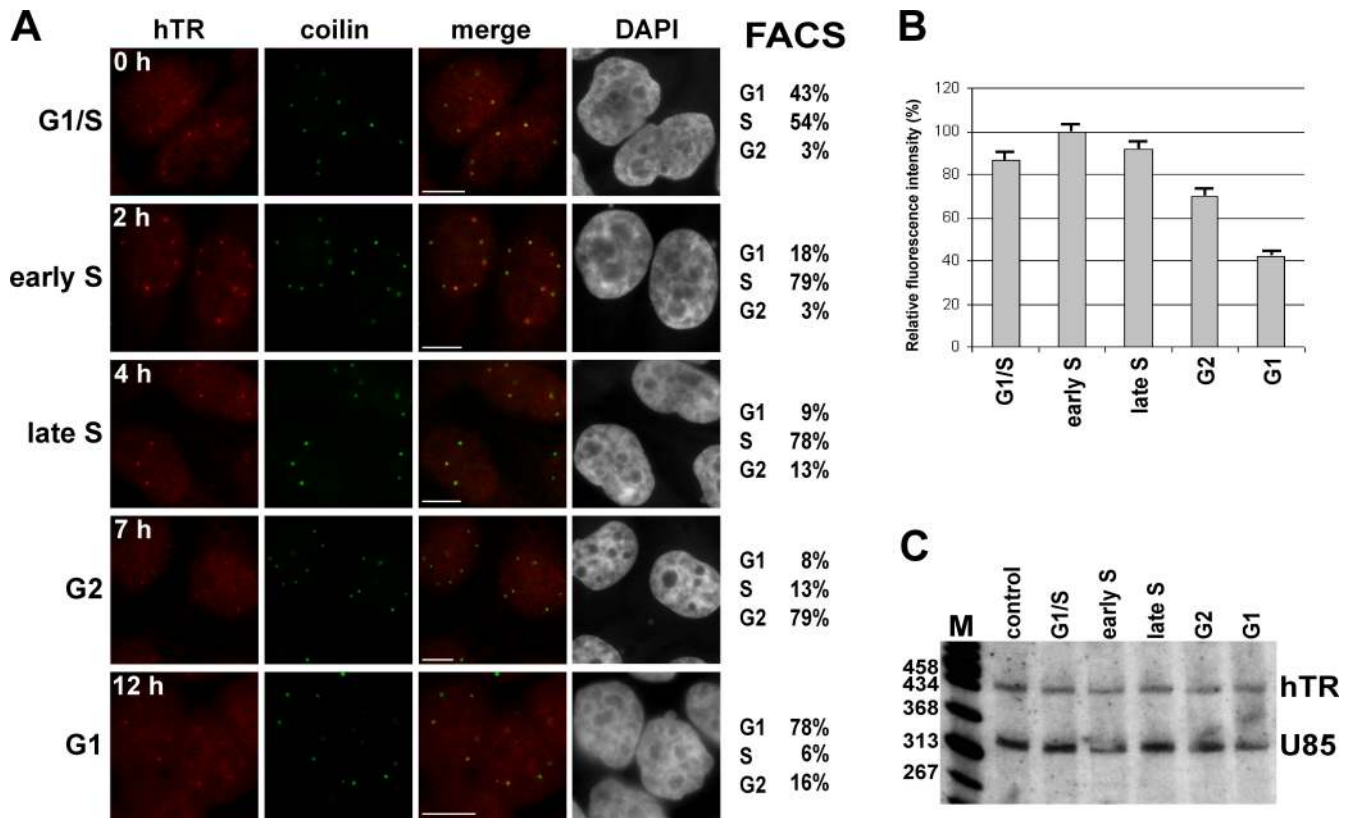 A
hTR coilin merge DAPI FACS
0 h
G1/S
G1 43%
S 54%
G2 3%
2 h
early S
G1 18%
S 79%
G2 3%
4 h
late S
G1 9%
S 78%
G2 13%
7 h
G2
G1 8%
S 13%
G2 79%
12 h
G1
G1 78%
S 6%
G2 16%
B
Relative fluorescence intensity (%)
120
100
80
60
40
20
0
G1/S early S late S G2 G1
C
M control G1/S early S late S G2 G1
458
434
368
313
267
hTR
U85